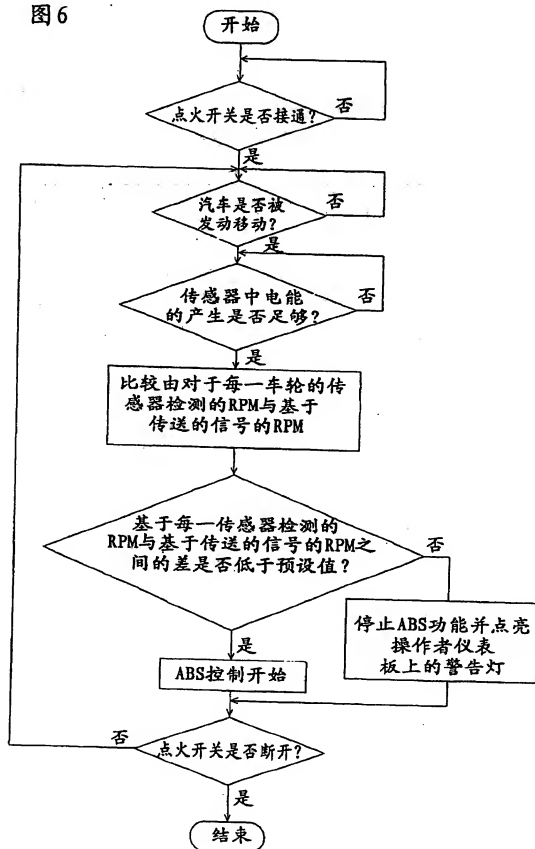 图6
开始
点火开关是否接通?
否
是
汽车是否被
发动移动?
否
是
传感器中电能
的产生是否足够?
否
是
比较由对于每一车轮的传
感器检测的RPM与基于
传送的信号的RPM
基于每一传感器检测的
RPM与基于传送的信号的RPM之
间的差是否低于预设值?
否
是
停止ABS功能并点亮
操作者仪表
板上的警告灯
ABS控制开始
点火开关是否断开?
否
是
结束